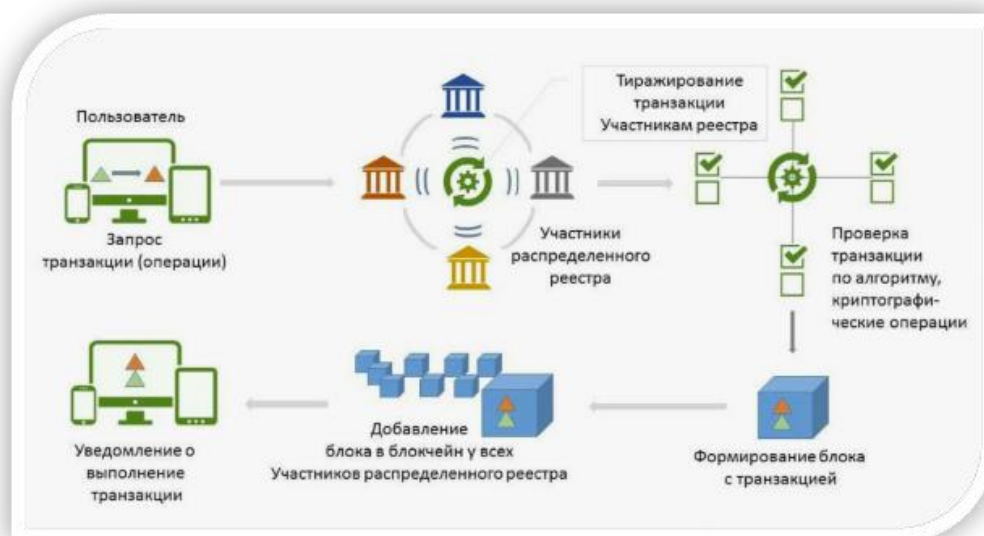 Пользователь
Запрос
транзакции (операции)
Участники
распределенного
реестра
Тиражирование
транзакции
Участникам реестра
Проверка
транзакции
по алгоритму,
криптографи-
ческие операции
Формирование блока
с транзакцией
Добавление
блока в блокчейн у всех
Участников распределенного реестра
Уведомление о
выполнение
транзакции